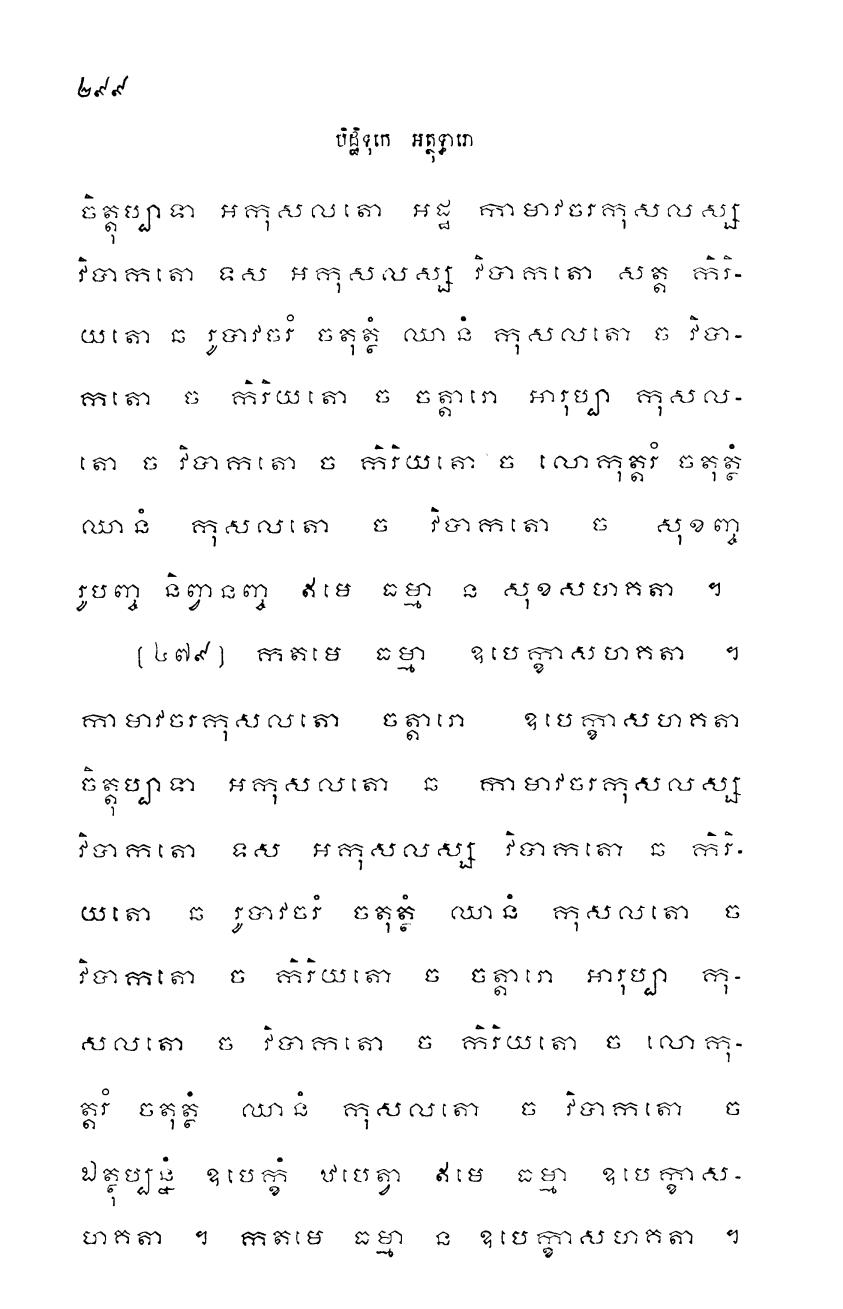 ២៩៩
បិដ្ឋិទុកេ អត្ថុទ្ធារោ
ចិត្តុប្បាទា អកុសលតោ អដ្ឋ កាមាវចរកុសលស្ស
វិបាកតោ ទស អកុសលស្ស វិបាកតោ សត្ត កិរិ-
យតោ ឆ រូបាវចរំ ចតុត្ថំ ឈានំ កុសលតោ ច វិបា-
កតោ ច កិរិយតោ ច ចត្តារោ អារុប្បា កុសល-
តោ ច វិបាកតោ ច កិរិយតោ ច លោកុត្តរំ ចតុត្ថំ
ឈានំ កុសលតោ ច វិបាកតោ ច សុខញ្ច
រូបញ្ច និព្វានញ្ច ឥមេ ធម្មា ន សុខសហគតា ។
[៤៧៩] កតមេ ធម្មា ឧបេក្ខាសហគតា ។
កាមាវចរកុសលតោ ចត្តារោ ឧបេក្ខាសហគតា
ចិត្តុប្បាទា អកុសលតោ ឆ កាមាវចរកុសលស្ស
វិបាកតោ ទស អកុសលស្ស វិបាកតោ ឆ កិរិ-
យតោ ឆ រូបាវចរំ ចតុត្ថំ ឈានំ កុសលតោ ច
វិបាកតោ ច កិរិយតោ ច ចត្តារោ អារុប្បា កុ-
សលតោ ច វិបាកតោ ច កិរិយតោ ច លោកុ-
ត្តរំ ចតុត្ថំ ឈានំ កុសលតោ ច វិបាកតោ ច
ឯត្ថុប្បន្នំ ឧបេក្ខំ ឋបេត្វា ឥមេ ធម្មា ឧបេក្ខាស-
ហគតា ។ កតមេ ធម្មា ន ឧបេក្ខាសហគតា ។